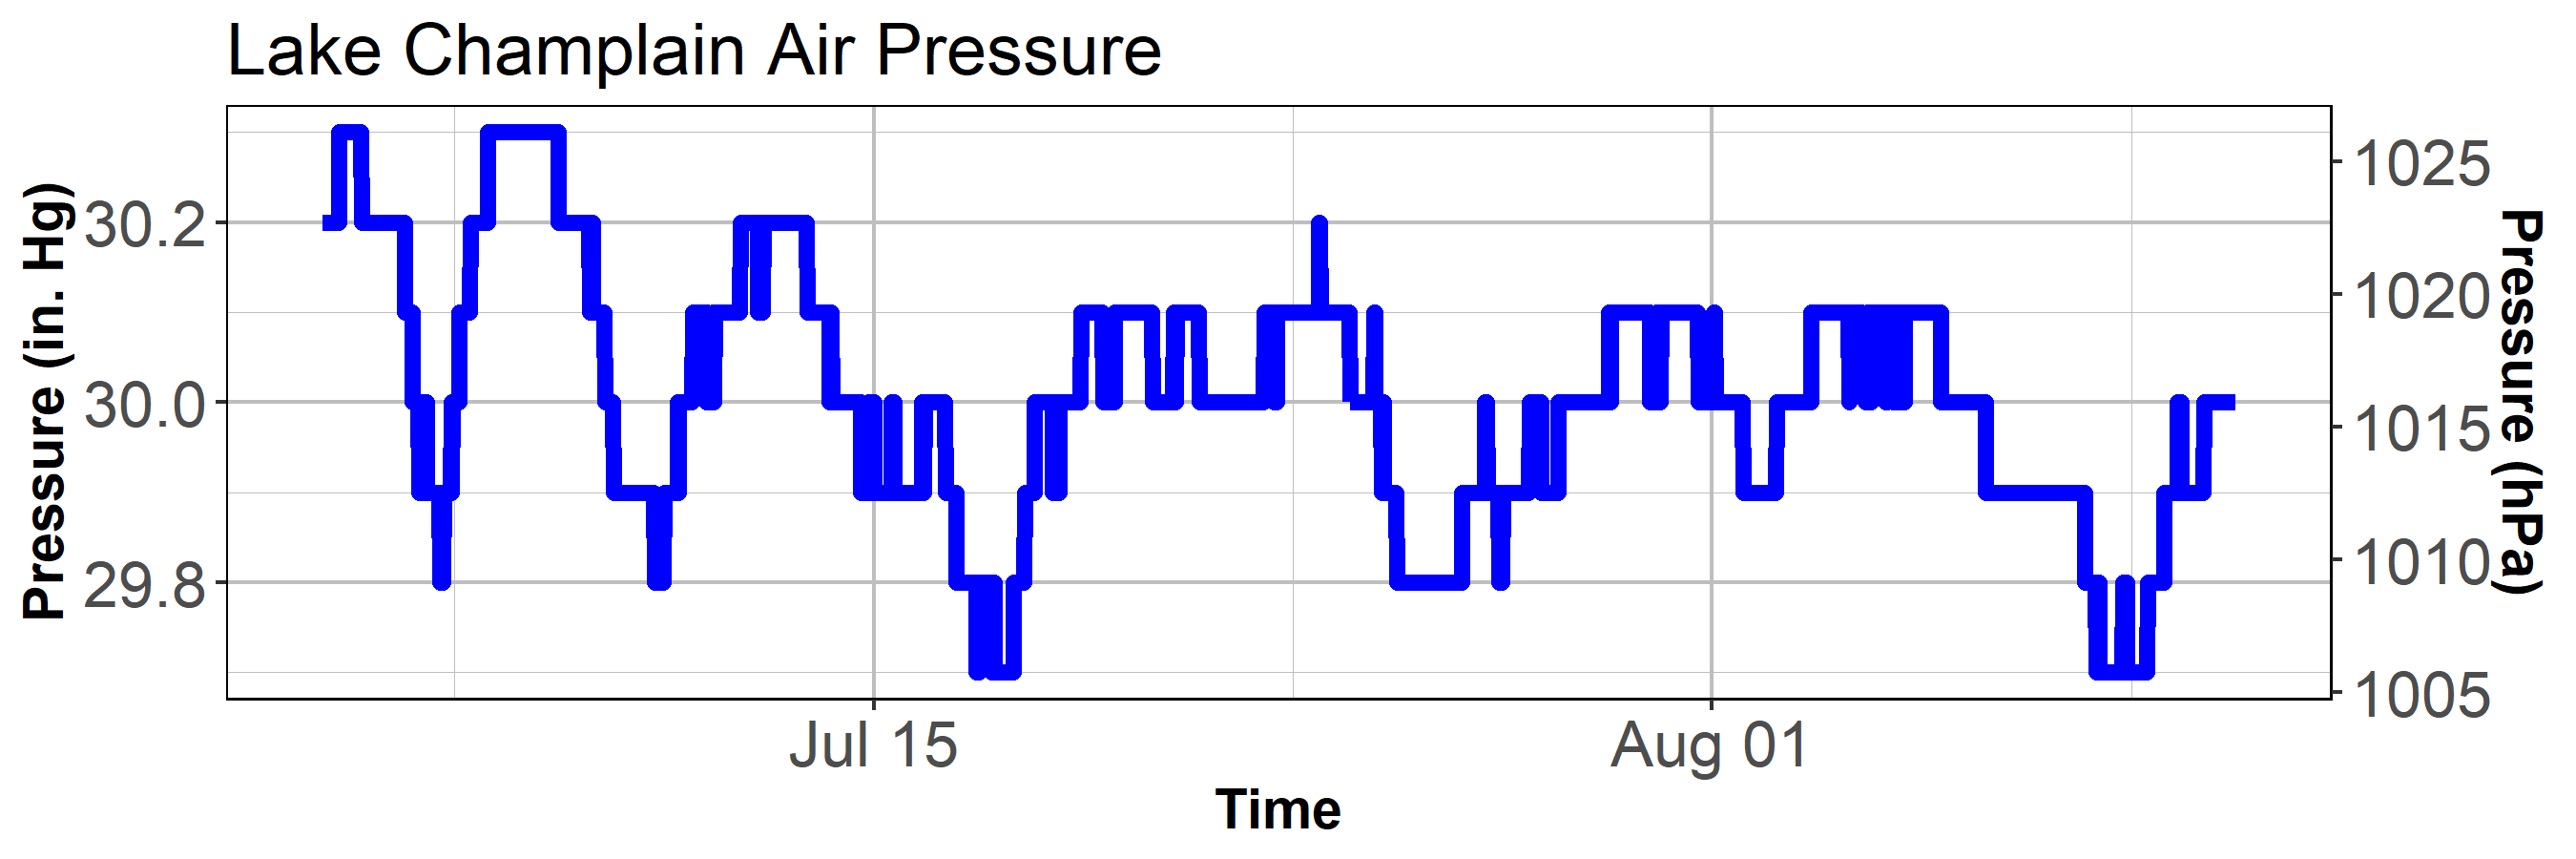 Lake Champlain Air Pressure
Pressure (in. Hg)
30.2
30.0
29.8
1025
1020
1015
1010
1005
Pressure (hPa)
Jul 15
Aug 01
Time